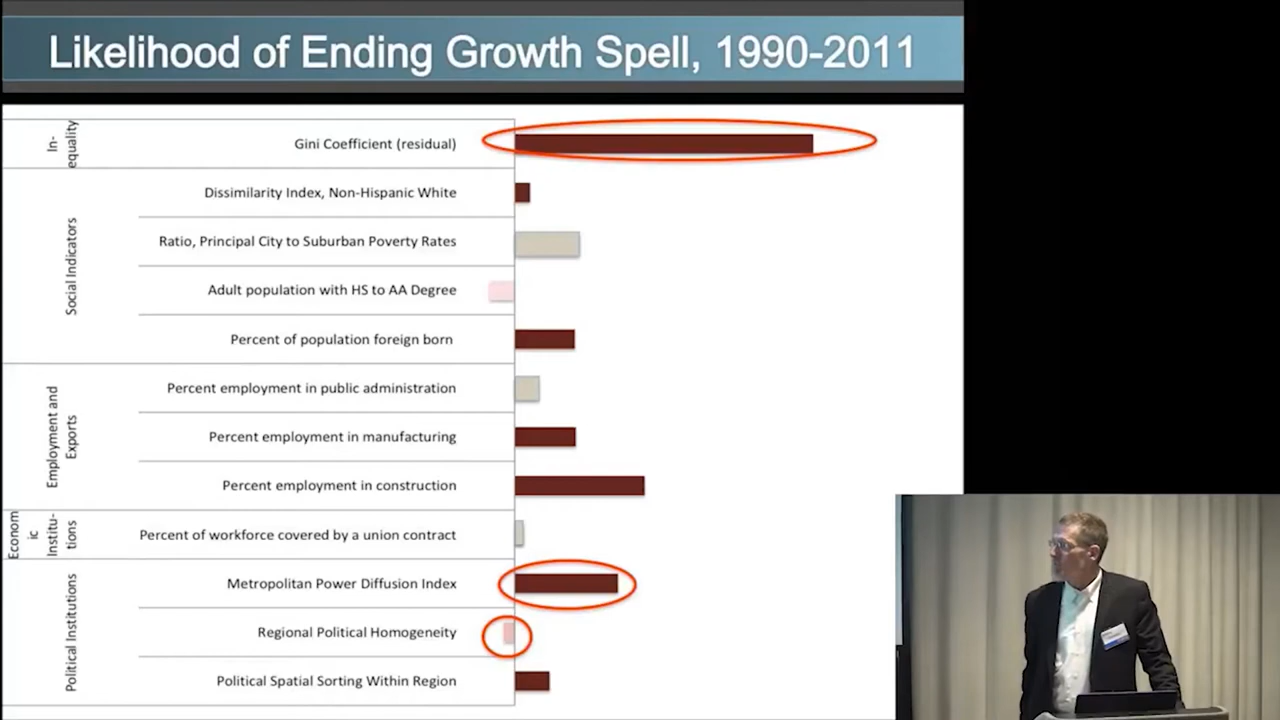 Likelihood of Ending Growth Spell, 1990-2011
In-
equality
Gini Coefficient (residual)
Social Indicators
Dissimilarity Index, Non-Hispanic White
Ratio, Principal City to Suburban Poverty Rates
Adult population with HS to AA Degree
Percent of population foreign born
Employment and
Exports
Percent employment in public administration
Percent employment in manufacturing
Percent employment in construction
Econom
ic
Institu-
tions
Percent of workforce covered by a union contract
Political Institutions
Metropolitan Power Diffusion Index
Regional Political Homogeneity
Political Spatial Sorting Within Region